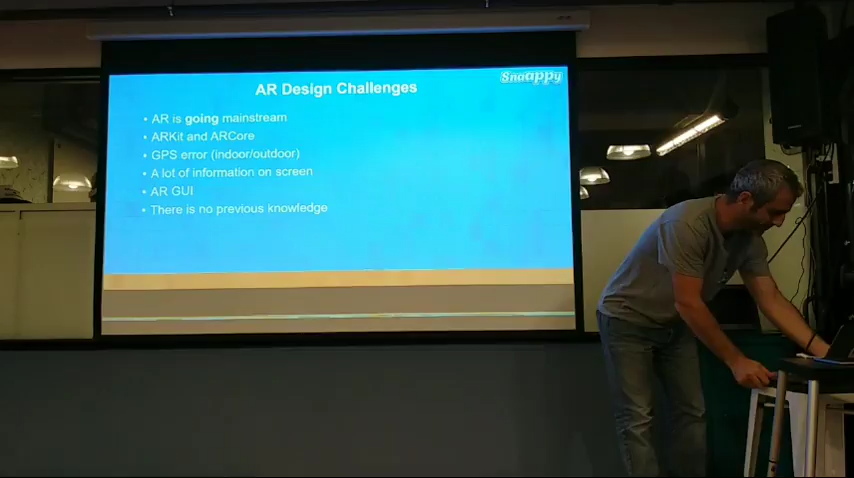 AR Design Challenges
Snaappy
• AR is going mainstream
• ARKit and ARCore
• GPS error (indoor/outdoor)
• A lot of information on screen
• AR GUI
• There is no previous knowledge